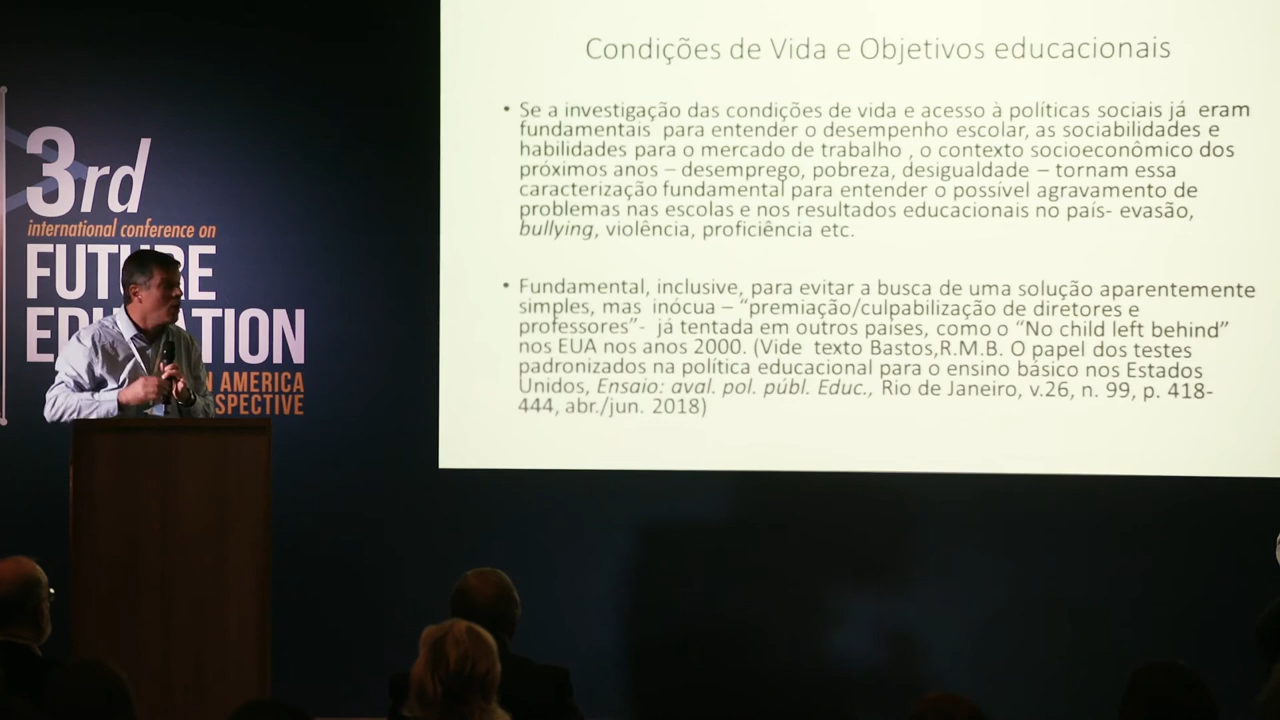 3rd
international conference on
FUTURE
EDUCATION
AMERICA
SPECTIVE
Condições de Vida e Objetivos educacionais
• Se a investigação das condições de vida e acesso à políticas sociais já eram
fundamentais para entender o desempenho escolar, as sociabilidades e
habilidades para o mercado de trabalho , o contexto socioeconômico dos
próximos anos – desemprego, pobreza, desigualdade – tornam essa
caracterização fundamental para entender o possível agravamento de
problemas nas escolas e nos resultados educacionais no país- evasão,
bullying, violência, proficiência etc.
• Fundamental, inclusive, para evitar a busca de uma solução aparentemente
simples, mas inócua – “premiação/culpabilização de diretores e
professores”- já tentada em outros países, como o “No child left behind”
nos EUA nos anos 2000. (Vide texto Bastos,R.M.B. O papel dos testes
padronizados na política educacional para o ensino básico nos Estados
Unidos, Ensaio: aval. pol. públ. Educ., Rio de Janeiro, v.26, n. 99, p. 418-
444, abr./jun. 2018)